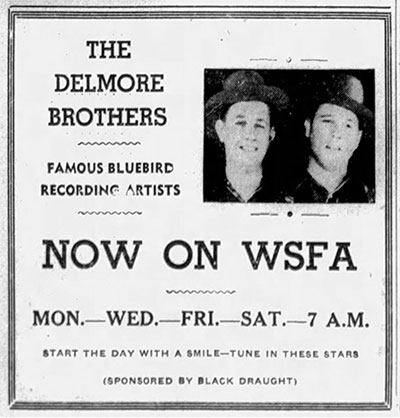 THE
DELMORE
BROTHERS
FAMOUS BLUEBIRD
RECORDING ARTISTS
NOW ON WSFA
MON.—WED.—FRI.—SAT.—7 A.M.
START THE DAY WITH A SMILE—TUNE IN THESE STARS
(SPONSORED BY BLACK DRAUGHT)